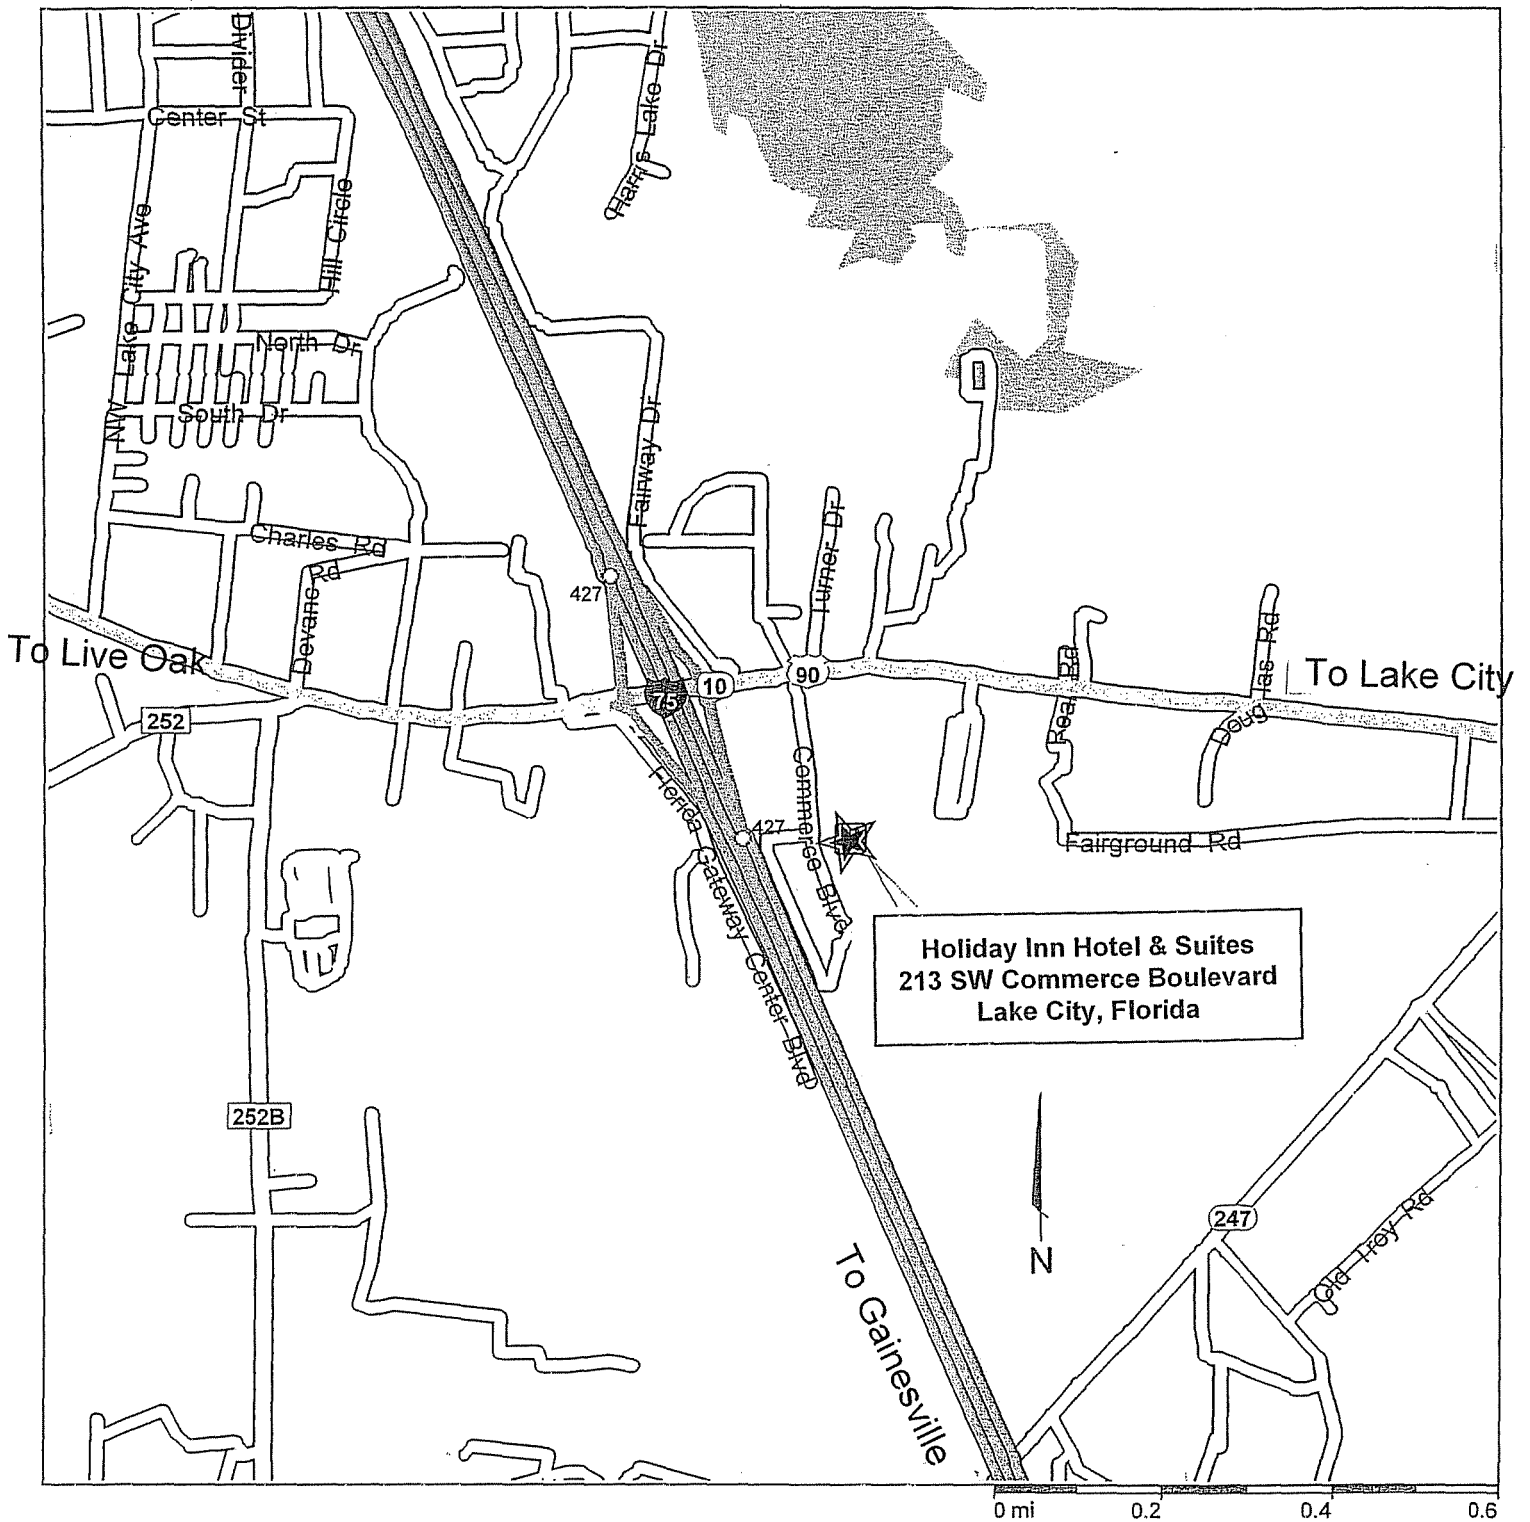 Divider
Center St
Harris Lake Dr
Hill Circle
NW Lake City Ave
North Dr
South Dr
Fairway Dr
Charles Rd
Turner Dr
Devane Rd
427
To Live Oak
To Lake City
252
75
10
90
Real Rd
Douglas Rd
Commerce Blvd
427
Florida Gateway Center Blvd
Fairground Rd
Holiday Inn Hotel & Suites
213 SW Commerce Boulevard
Lake City, Florida
252B
247
Old Troy Rd
N
To Gainesville
0 mi 0.2 0.4 0.6